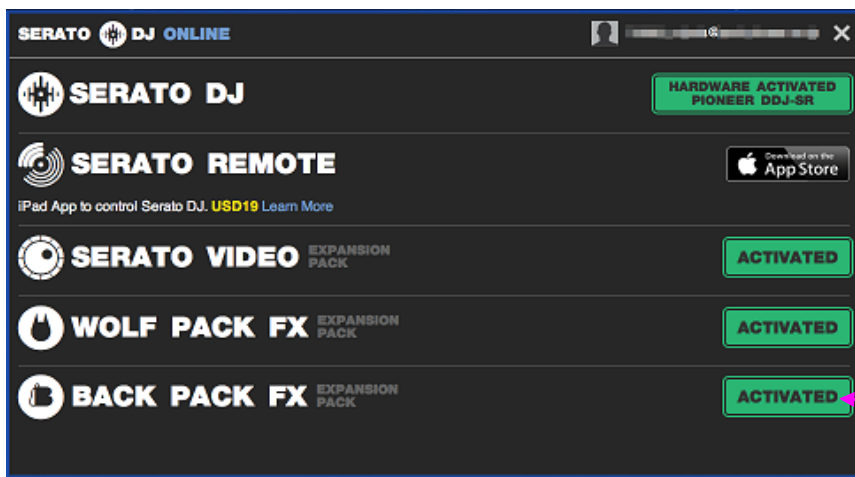 SERATO DJ ONLINE
SERATO DJ
HARDWARE ACTIVATED
PIONEER DDJ-SR
SERATO REMOTE
Download on the
App Store
iPad App to control Serato DJ. USD19 Learn More
SERATO VIDEO EXPANSION PACK
ACTIVATED
WOLF PACK FX EXPANSION PACK
ACTIVATED
BACK PACK FX EXPANSION PACK
ACTIVATED